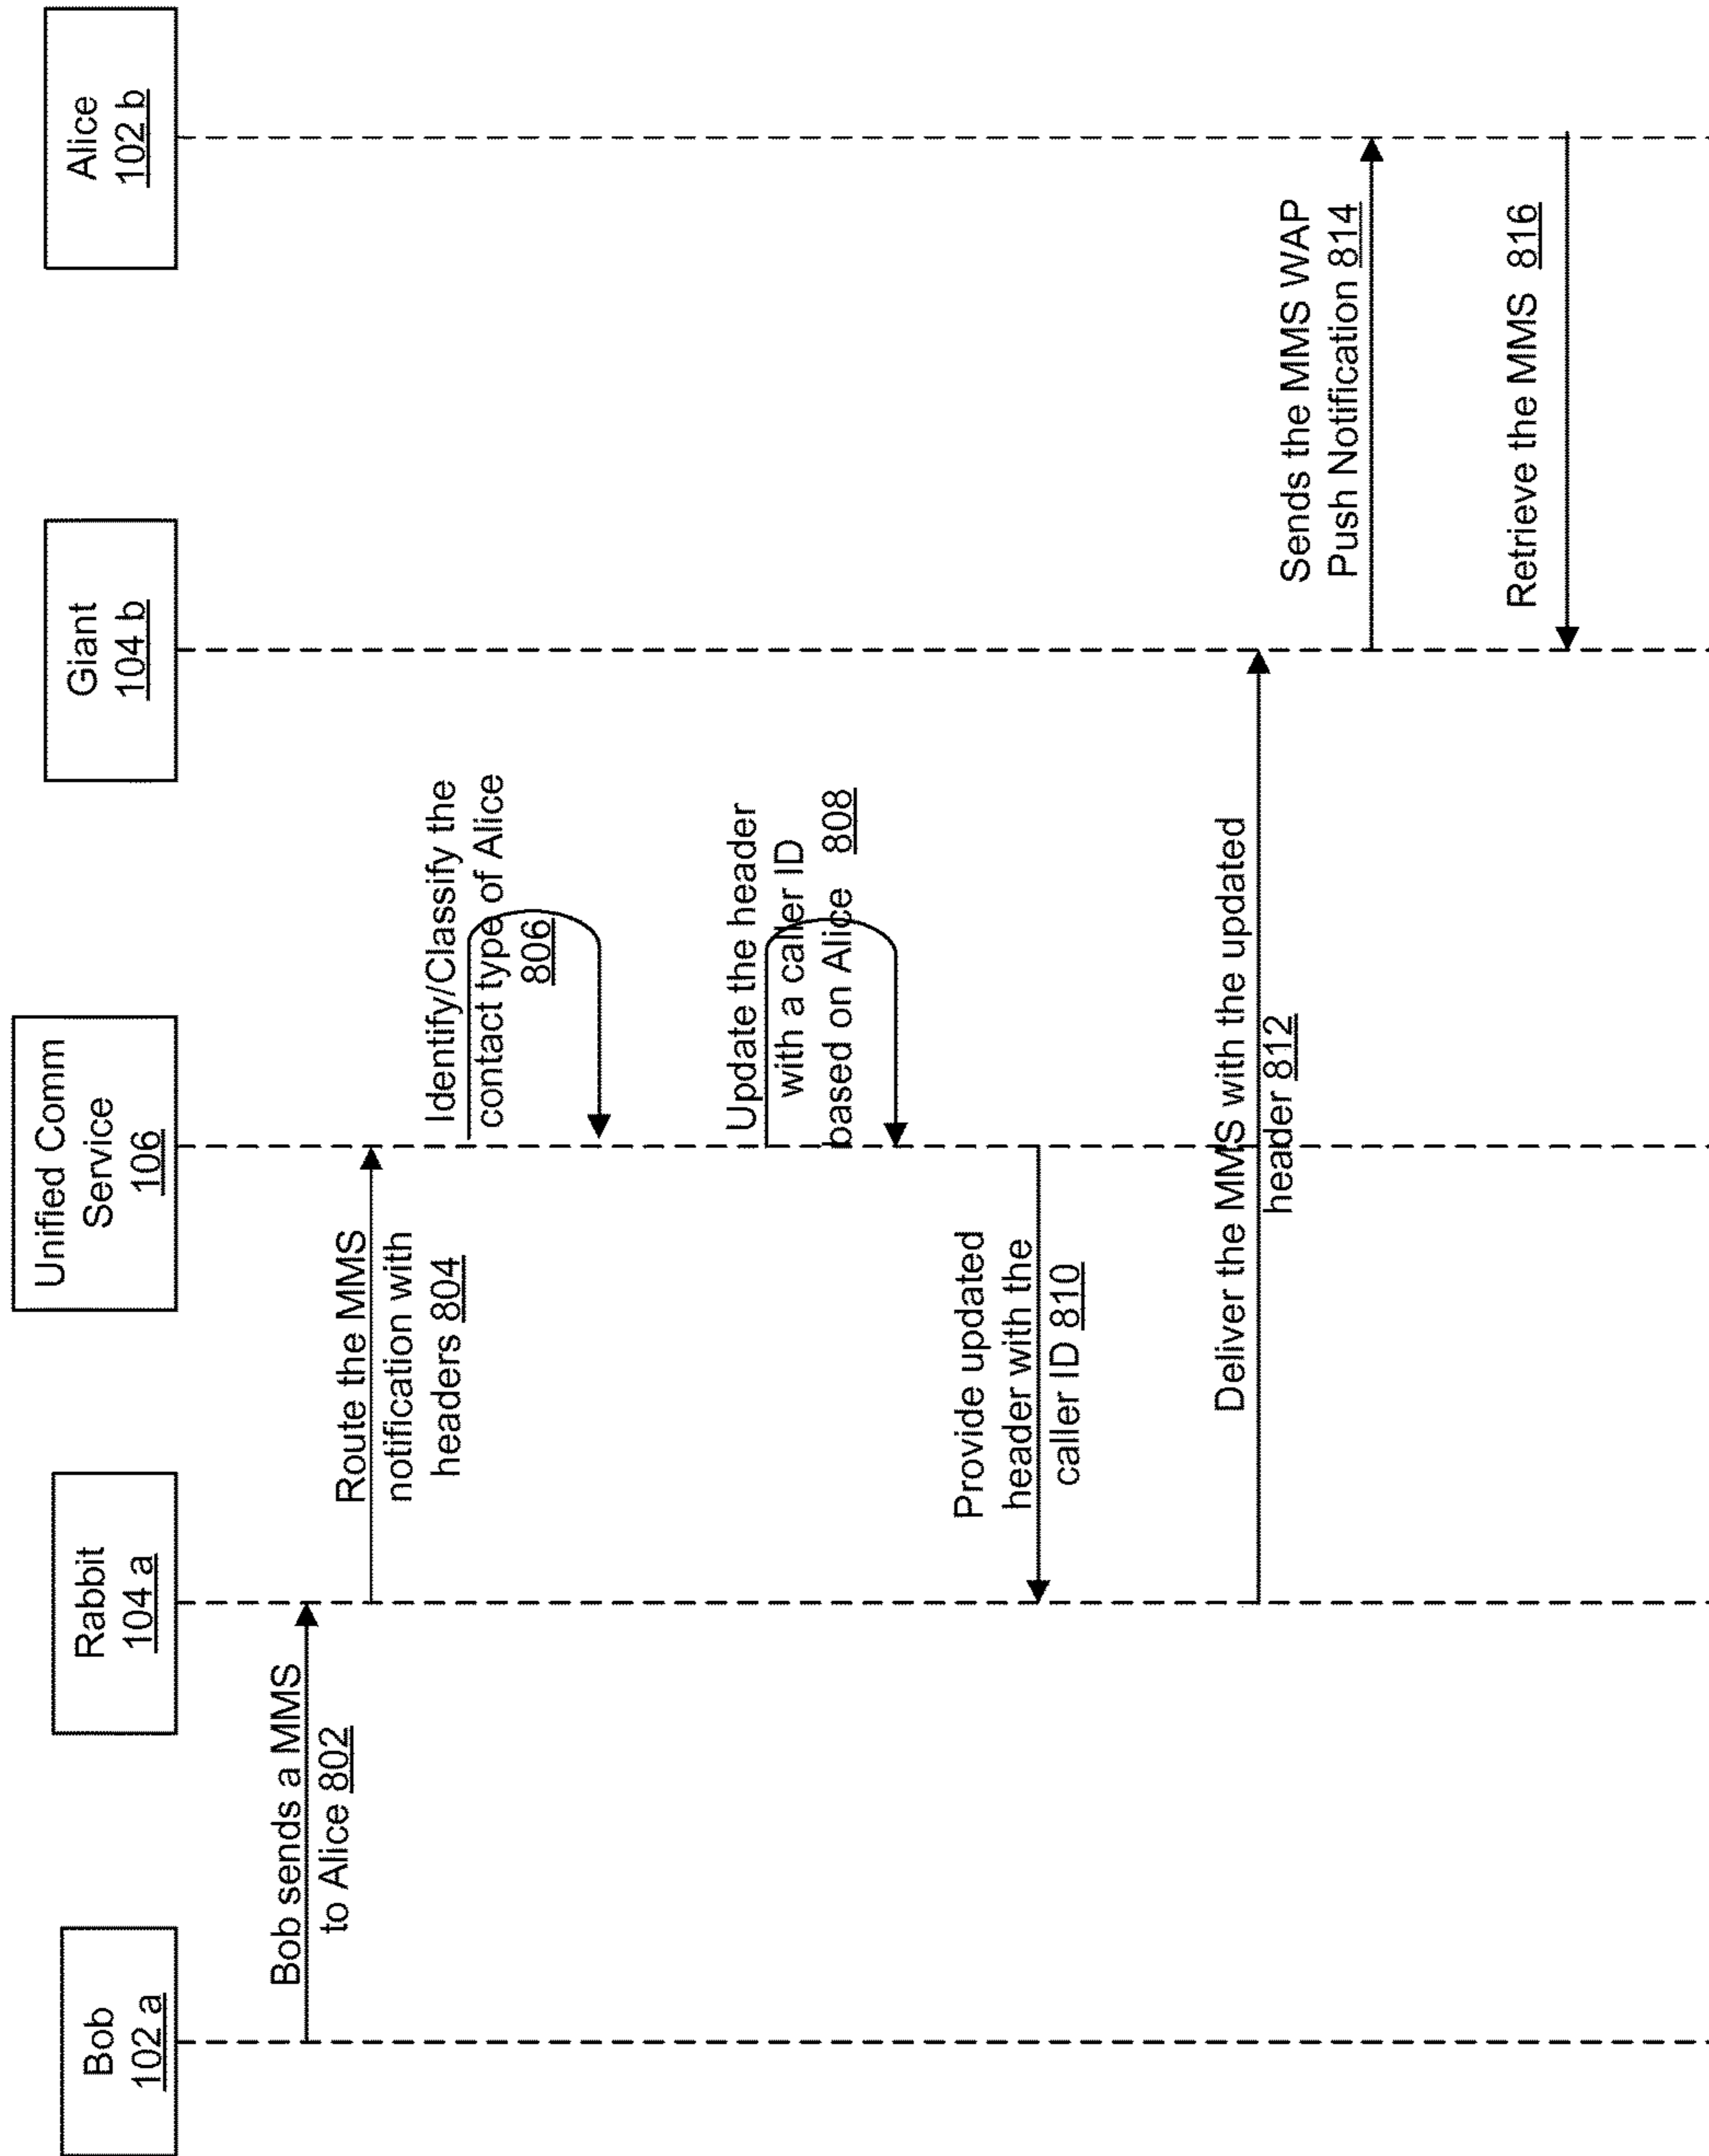 Bob
102 a
Rabbit
104 a
Unified Comm
Service
106
Giant
104 b
Alice
102 b
Bob sends a MMS
to Alice 802
Route the MMS
notification with
headers 804
Identify/Classify the
contact type of Alice
806
Update the header
with a caller ID
based on Alice 808
Provide updated
header with the
caller ID 810
Deliver the MMS with the updated
header 812
Sends the MMS WAP
Push Notification 814
Retrieve the MMS 816